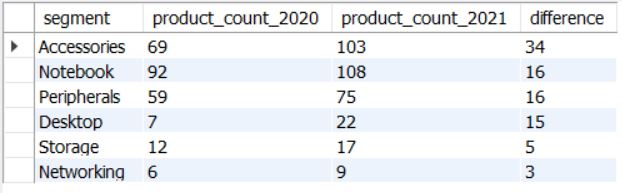 segment product_count_2020 product_count_2021 difference
Accessories 69 103 34
Notebook 92 108 16
Peripherals 59 75 16
Desktop 7 22 15
Storage 12 17 5
Networking 6 9 3